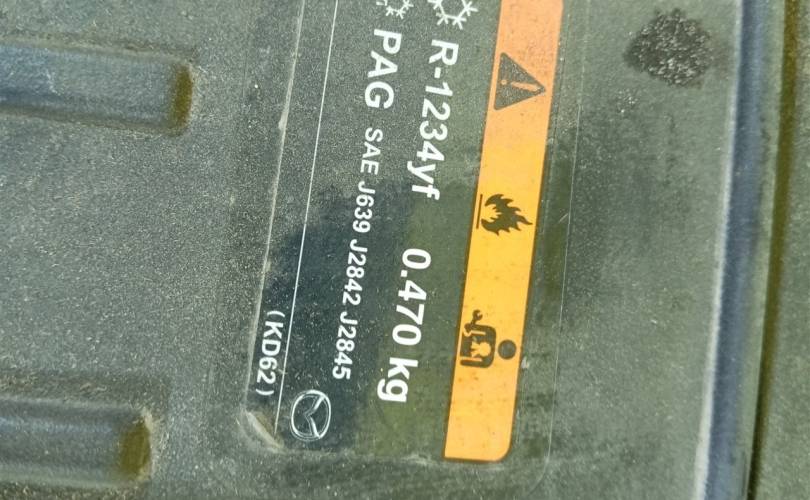 R-1234yf 0.470 kg
PAG SAE J639 J2842 J2845
(KD62)